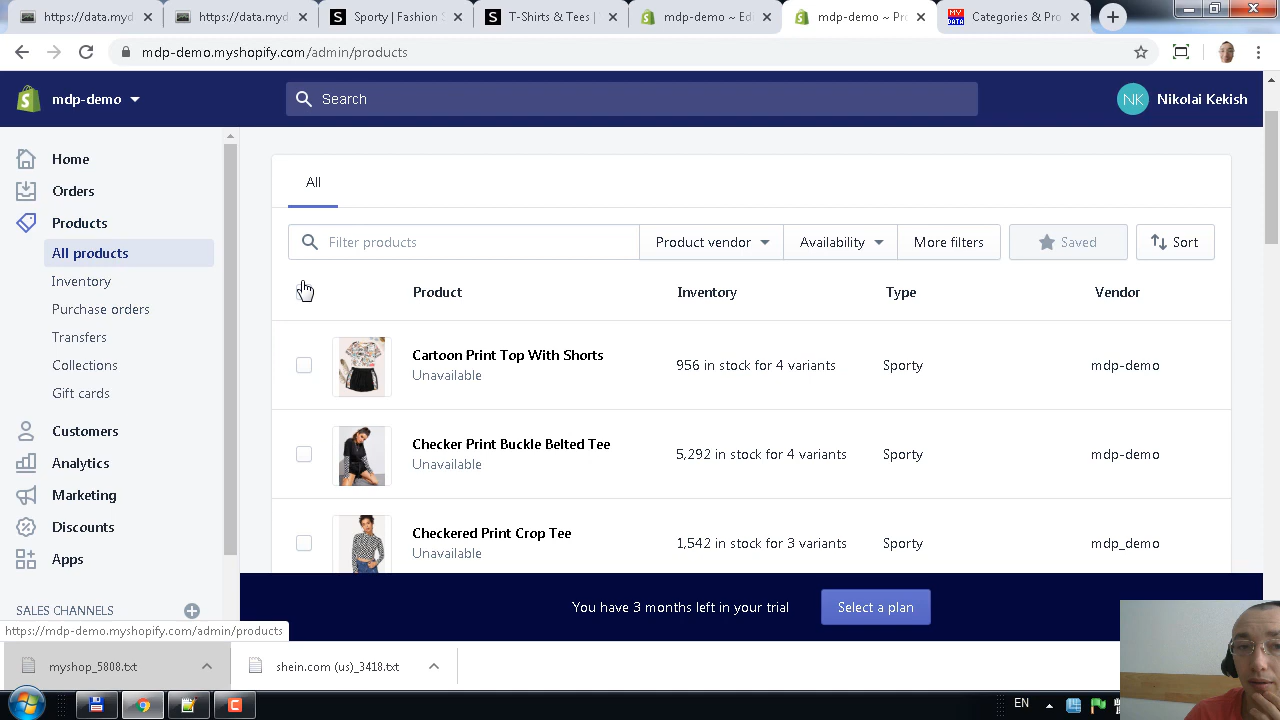 https://data.myd
https://data.myd
Sporty | Fashion S
T-Shirts & Tees |
mdp-demo ~ Ed
mdp-demo ~ Pro
MY DATA
Categories & Pro
mdp-demo.myshopify.com/admin/products
mdp-demo
Search
NK
Nikolai Kekish
Home
Orders
Products
All products
Inventory
Purchase orders
Transfers
Collections
Gift cards
Customers
Analytics
Marketing
Discounts
Apps
SALES CHANNELS
All
Filter products
Product vendor
Availability
More filters
Saved
Sort
Product
Inventory
Type
Vendor
Cartoon Print Top With Shorts
Unavailable
956 in stock for 4 variants
Sporty
mdp-demo
Checker Print Buckle Belted Tee
Unavailable
5,292 in stock for 4 variants
Sporty
mdp-demo
Checkered Print Crop Tee
Unavailable
1,542 in stock for 3 variants
Sporty
mdp_demo
You have 3 months left in your trial
Select a plan
https://mdp-demo.myshopify.com/admin/products
myshop_5808.txt
shein.com (us)_3418.txt
EN